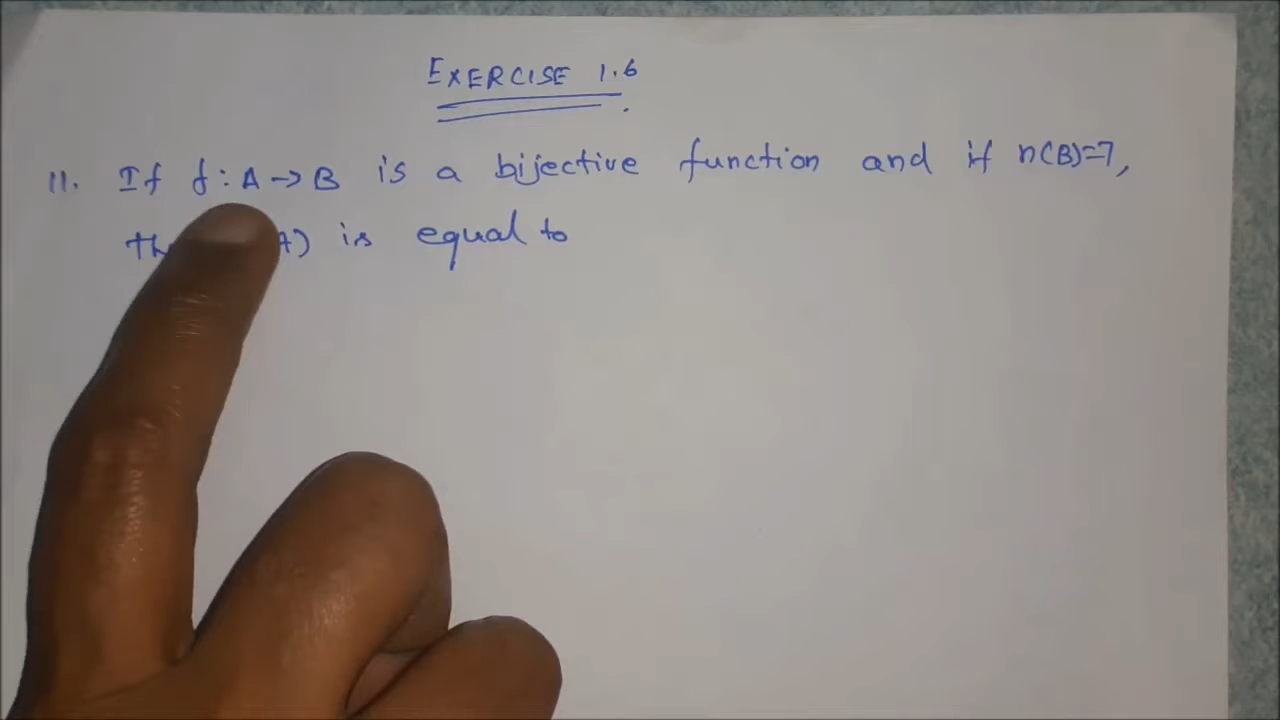 EXERCISE 1.6
11. If f:A→B is a bijective function and if n(B)=7,
A) is equal to